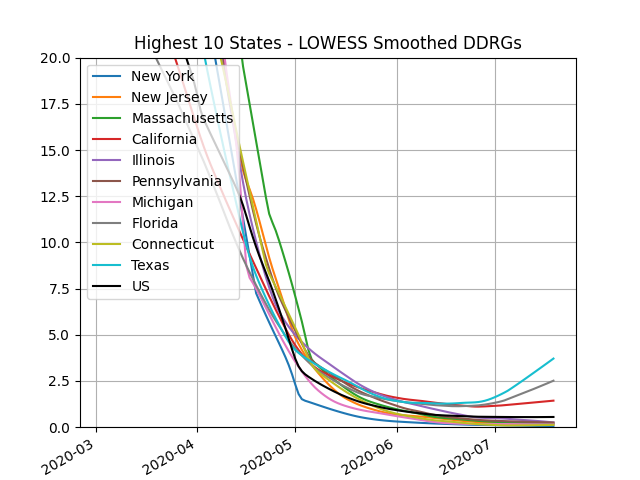 Highest 10 States - LOWESS Smoothed DDRGs
20.0
17.5
15.0
12.5
10.0
7.5
5.0
2.5
0.0
New York
New Jersey
Massachusetts
California
Illinois
Pennsylvania
Michigan
Florida
Connecticut
Texas
US
2020-03
2020-04
2020-05
2020-06
2020-07